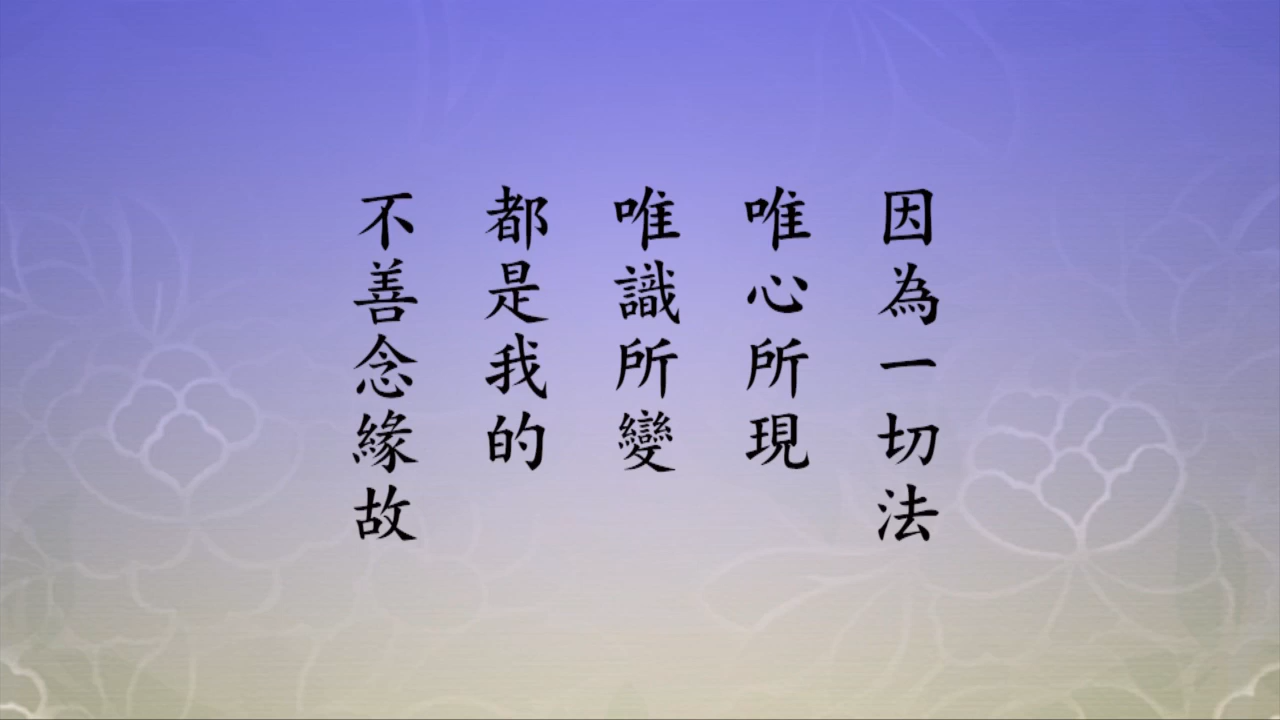 因為一切法
唯心所現
唯識所變
都是我的
不善念緣故